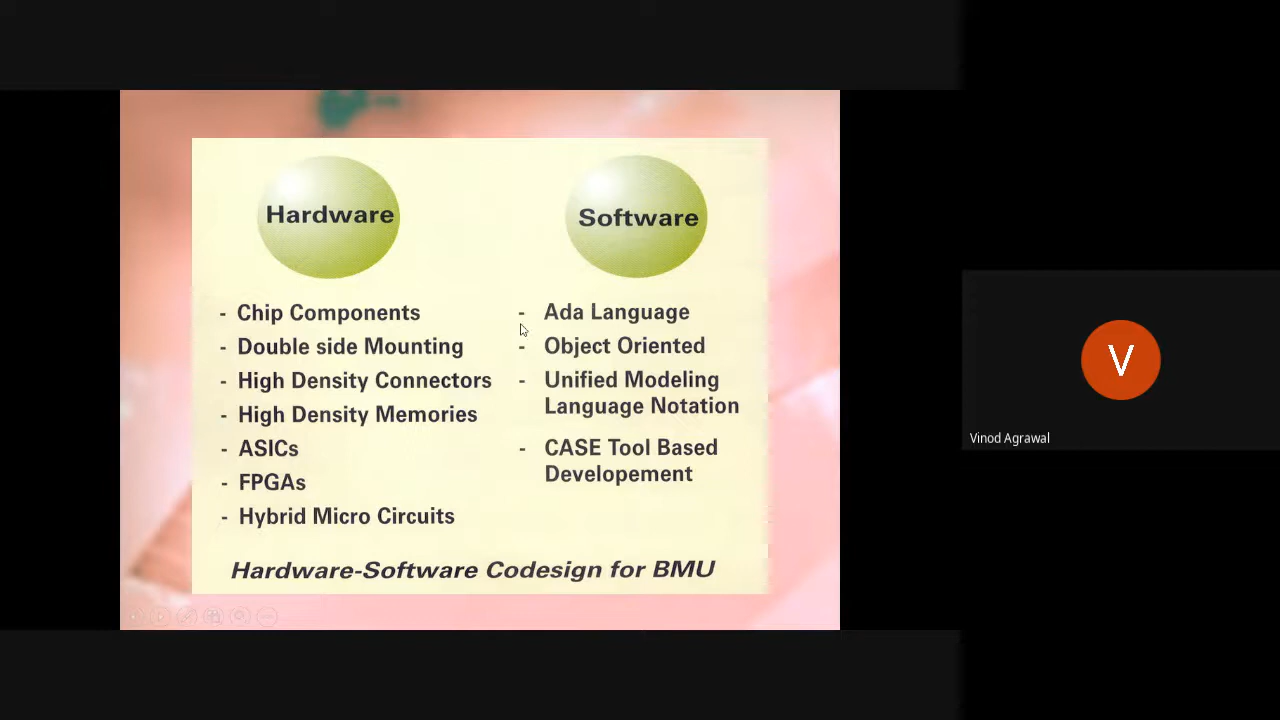 Hardware
Software
- Chip Components
- Double side Mounting
- High Density Connectors
- High Density Memories
- ASICs
- FPGAs
- Hybrid Micro Circuits
- Ada Language
- Object Oriented
- Unified Modeling
Language Notation
- CASE Tool Based
Developement
Hardware-Software Codesign for BMU
V
Vinod Agrawal